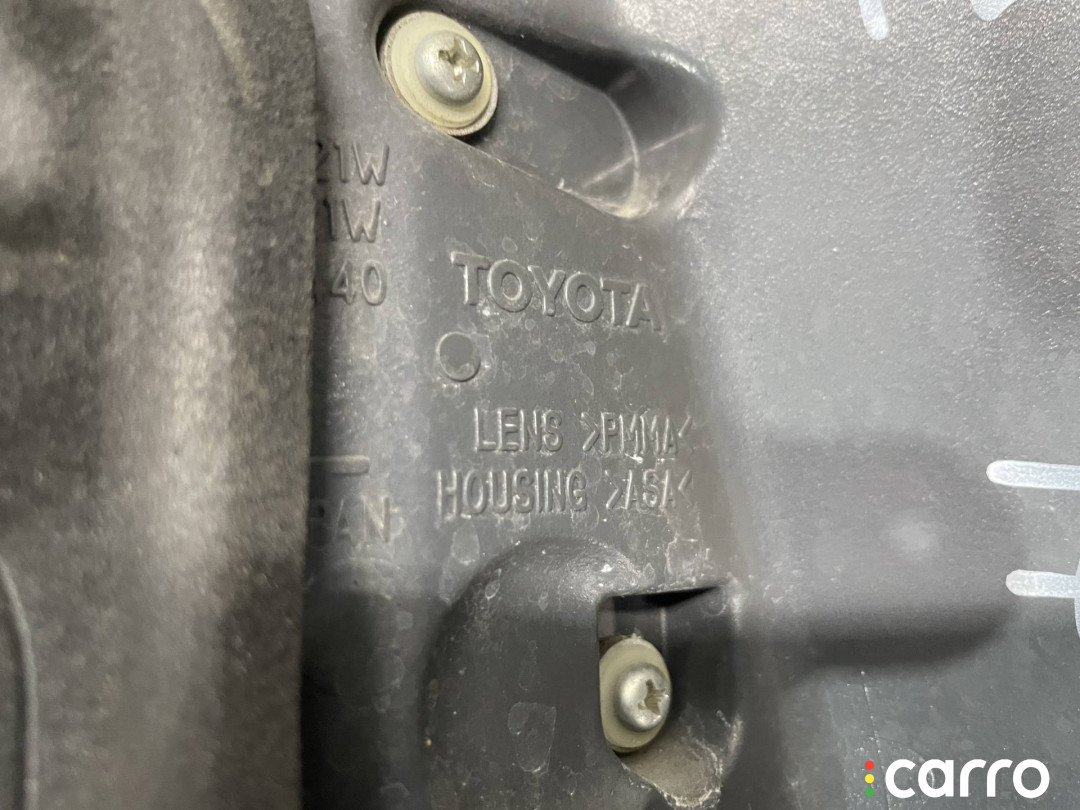 21W
1W
40
TOYOTA
LENS >PMMA<
HOUSING >ASA<
carro